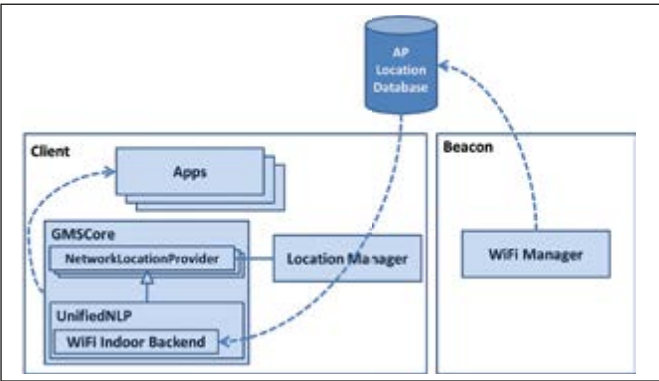 AP
Location
Database
Client
Beacon
Apps
GMSCore
NetworkLocationProvider
Location Manager
WiFi Manager
UnifiedNLP
WiFi Indoor Backend